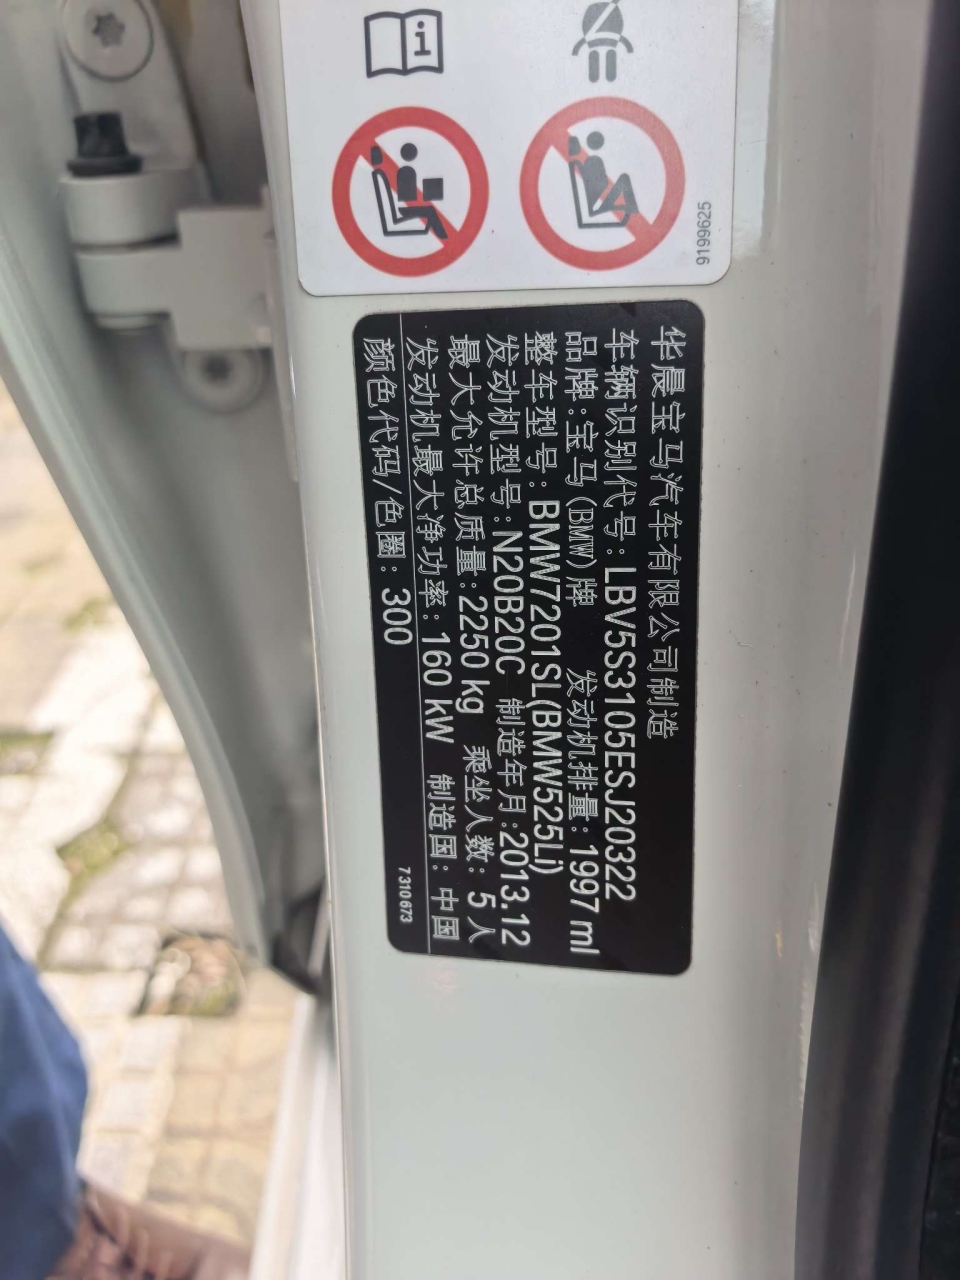 9199625
华晨宝马汽车有限公司制造
车辆识别代号:LBV5S3105ESJ20322
品牌:宝马(BMW)牌 发动机排量:1997 ml
整车型号:BMW7201SL(BMW525Li)
发动机型号:N20B20C 制造年月:2013.12
最大允许总质量:2250 kg 乘坐人数:5 人
发动机最大净功率:160 kW 制造国:中国
颜色代码/色圈:300
7310673